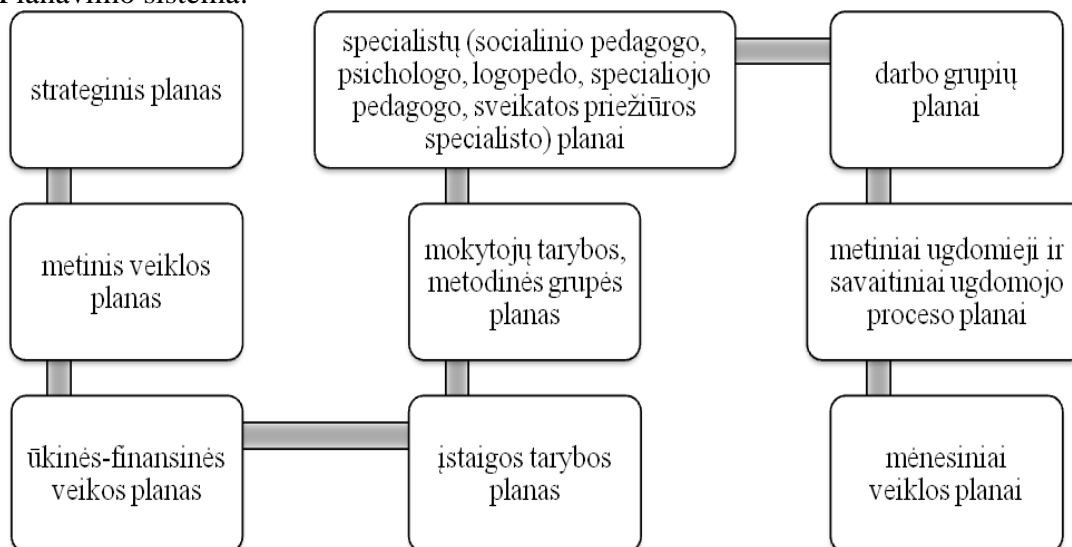 Planavimo sistema:
strateginis planas
metinis veiklos
planas
ūkinės-finansinės
veikos planas
įstaigos tarybos
planas
mokytojų tarybos,
metodinės grupės
planas
specialistų (socialinio pedagogo,
psichologo, logopedo, specialiojo
pedagogo, sveikatos priežiūros
specialisto) planai
darbo grupių
planai
metiniai ugdomieji ir
savaitiniai ugdomojo
proceso planai
mėnesiniai
veiklos planai